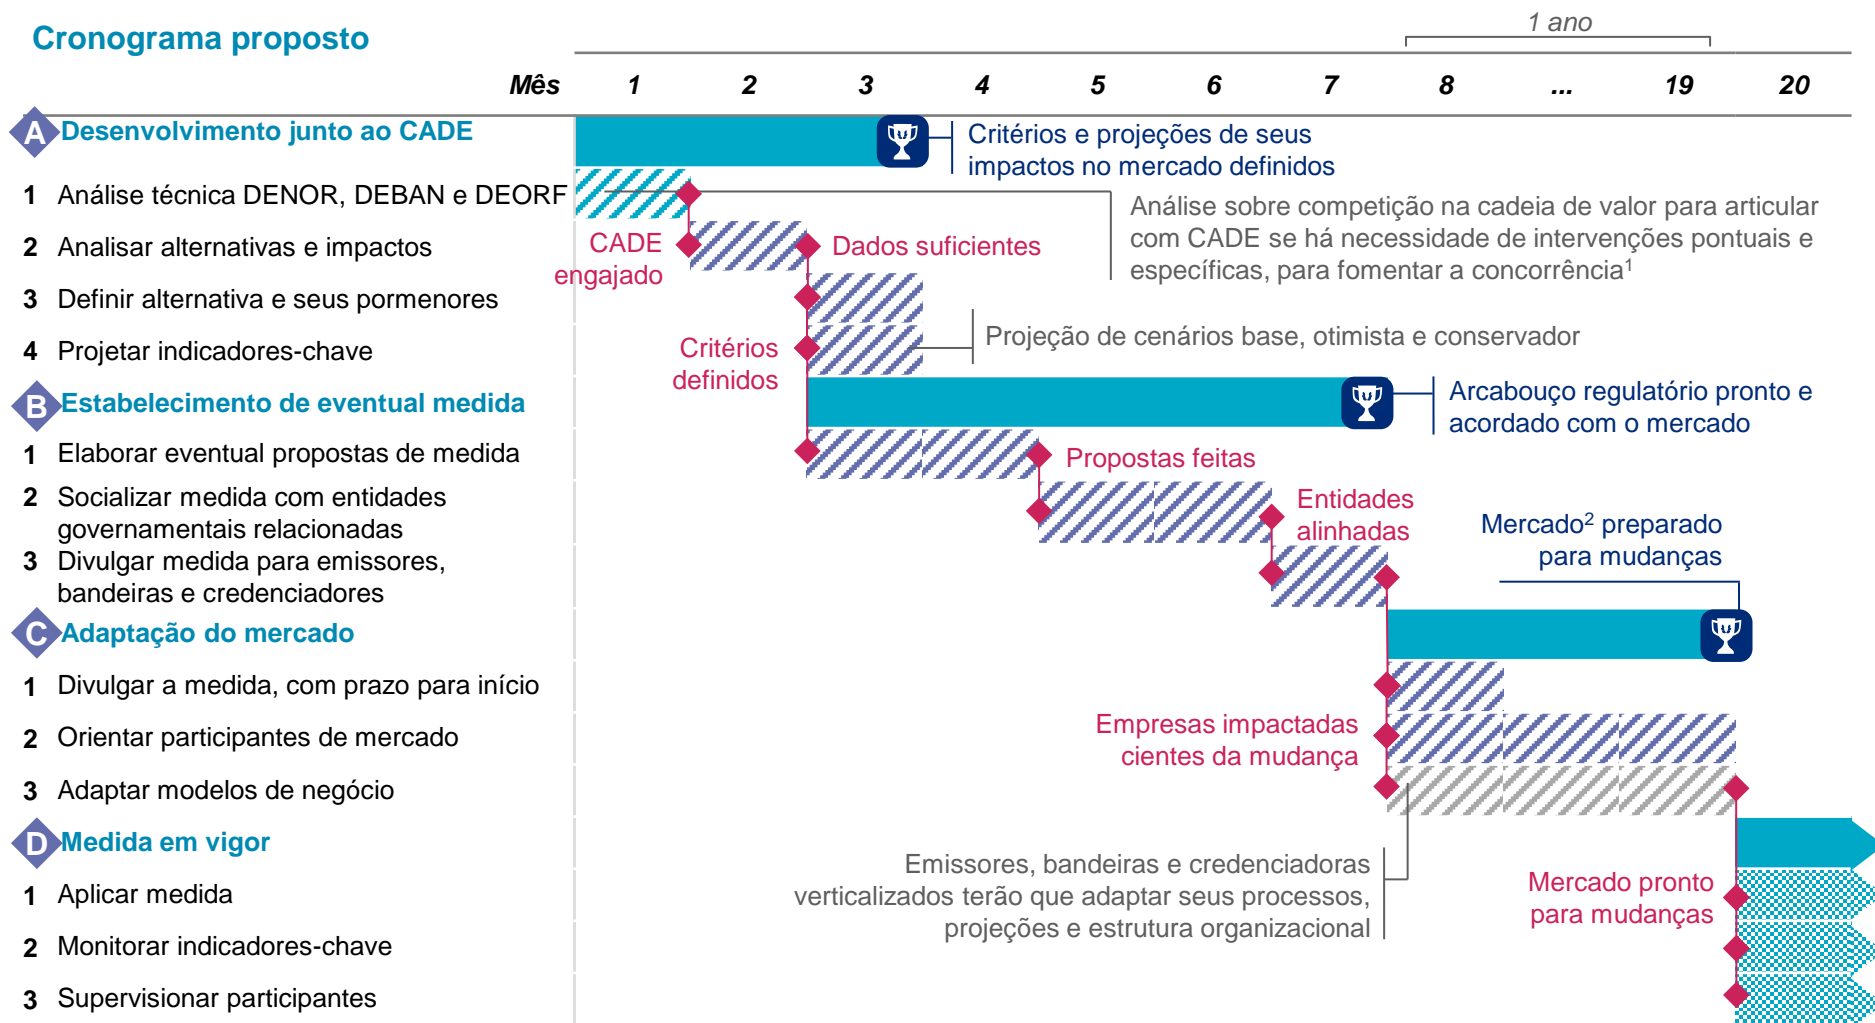 Cronograma proposto
1 ano
Mês 1 2 3 4 5 6 7 8 ... 19 20
A Desenvolvimento junto ao CADE
Critérios e projeções de seus
impactos no mercado definidos
1 Análise técnica DENOR, DEBAN e DEORF
Análise sobre competição na cadeia de valor para articular
com CADE se há necessidade de intervenções pontuais e
específicas, para fomentar a concorrência1
2 Analisar alternativas e impactos
CADE
engajado
Dados suficientes
3 Definir alternativa e seus pormenores
4 Projetar indicadores-chave
Critérios
definidos
Projeção de cenários base, otimista e conservador
B Estabelecimento de eventual medida
Arcabouço regulatório pronto e
acordado com o mercado
1 Elaborar eventual propostas de medida
Propostas feitas
2 Socializar medida com entidades
governamentais relacionadas
Entidades
alinhadas
3 Divulgar medida para emissores,
bandeiras e credenciadores
Mercado2 preparado
para mudanças
C Adaptação do mercado
1 Divulgar a medida, com prazo para início
2 Orientar participantes de mercado
Empresas impactadas
cientes da mudança
3 Adaptar modelos de negócio
D Medida em vigor
Emissores, bandeiras e credenciadoras
verticalizados terão que adaptar seus processos,
projeções e estrutura organizacional
1 Aplicar medida
Mercado pronto
para mudanças
2 Monitorar indicadores-chave
3 Supervisionar participantes